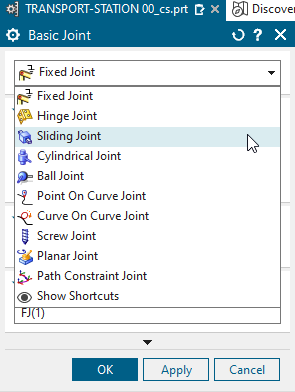 TRANSPORT-STATION 00_cs.prt
Discover
Basic Joint
Fixed Joint
Fixed Joint
Hinge Joint
Sliding Joint
Cylindrical Joint
Ball Joint
Point On Curve Joint
Curve On Curve Joint
Screw Joint
Planar Joint
Path Constraint Joint
Show Shortcuts
FJ(1)
OK
Apply
Cancel